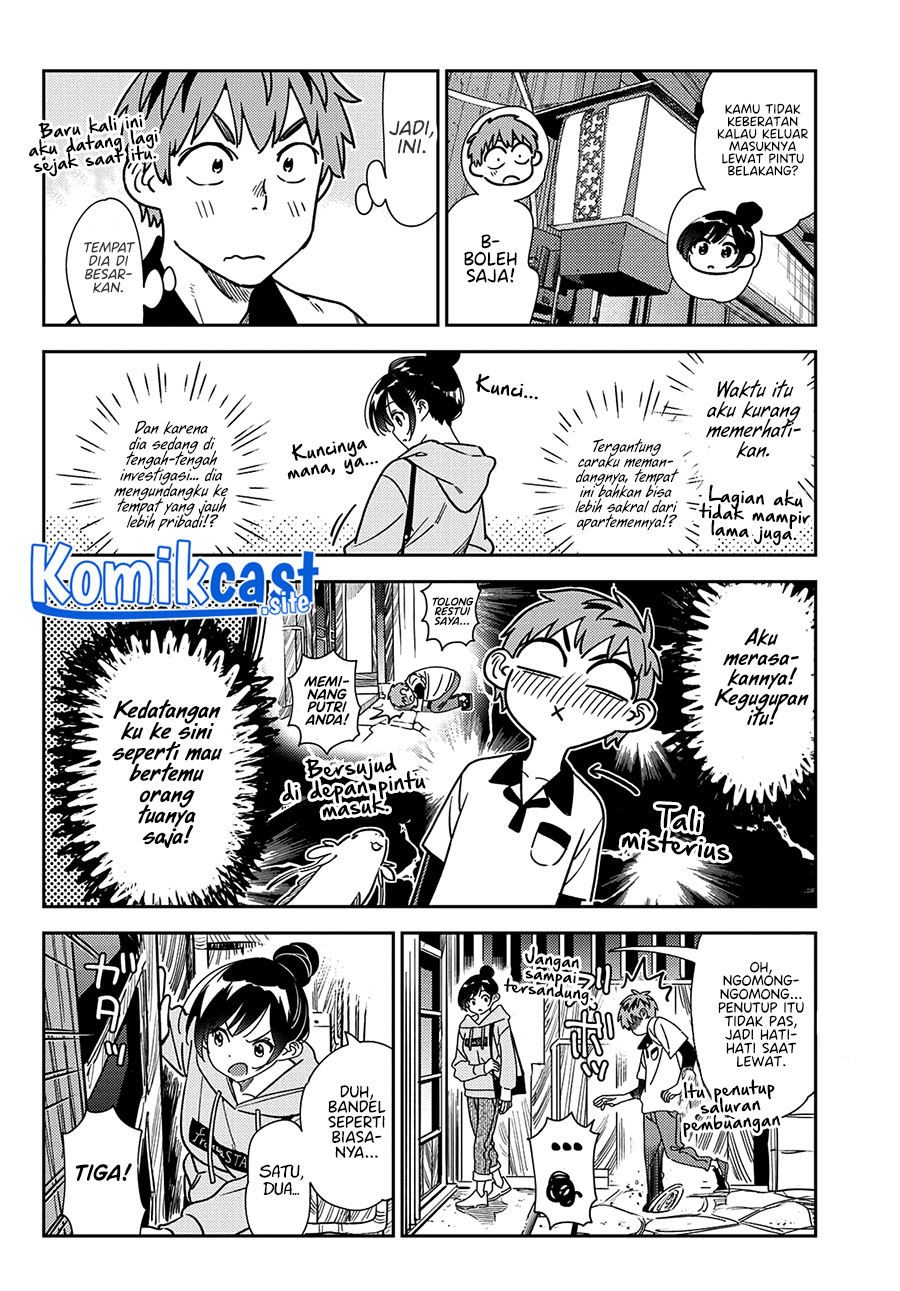 KAMU TIDAK
KEBERATAN
KALAU KELUAR
MASUKNYA
LEWAT PINTU
BELAKANG?
B-
BOLEH
SAJA!
JADI,
INI.
Baru kali ini
aku datang lagi
sejak saat itu.
TEMPAT
DIA DI
BESAR-
KAN.
Waktu itu
aku kurang
memerhati-
kan.
Lagian aku
tidak mampir
lama juga.
Tergantung
caraku meman-
dangnya, tempat
ini bahkan bisa
lebih sakral dari
apartemennya!?
Kunci...
Kuncinya
mana, ya...
Dan karena
dia sedang di
tengah-tengah
investigasi... dia
mengundangku ke
tempat yang jauh
lebih pribadi!?
Komikcast
.site
Aku
merasa-
kannya!
Kegugupan
itu!
Tali
misterius
TOLONG
RESTUI
SAYA...
MEMI-
NANG
PUTRI
ANDA!
Bersujud
di depan pintu
masuk.
Kedatangan
ku ke sini
seperti mau
bertemu
orang
tuanya
saja!
OH,
NGOMONG-
NGOMONG...
PENUTUP ITU
TIDAK PAS,
JADI HATI-
HATI SAAT
LEWAT.
Itu penutup
saluran
pembuangan
Jangan
sampai
tersandung.
...
DUH,
BANDEL
SEPERTI
BIASA-
NYA...
SATU,
DUA...
TIGA!
ガタッ